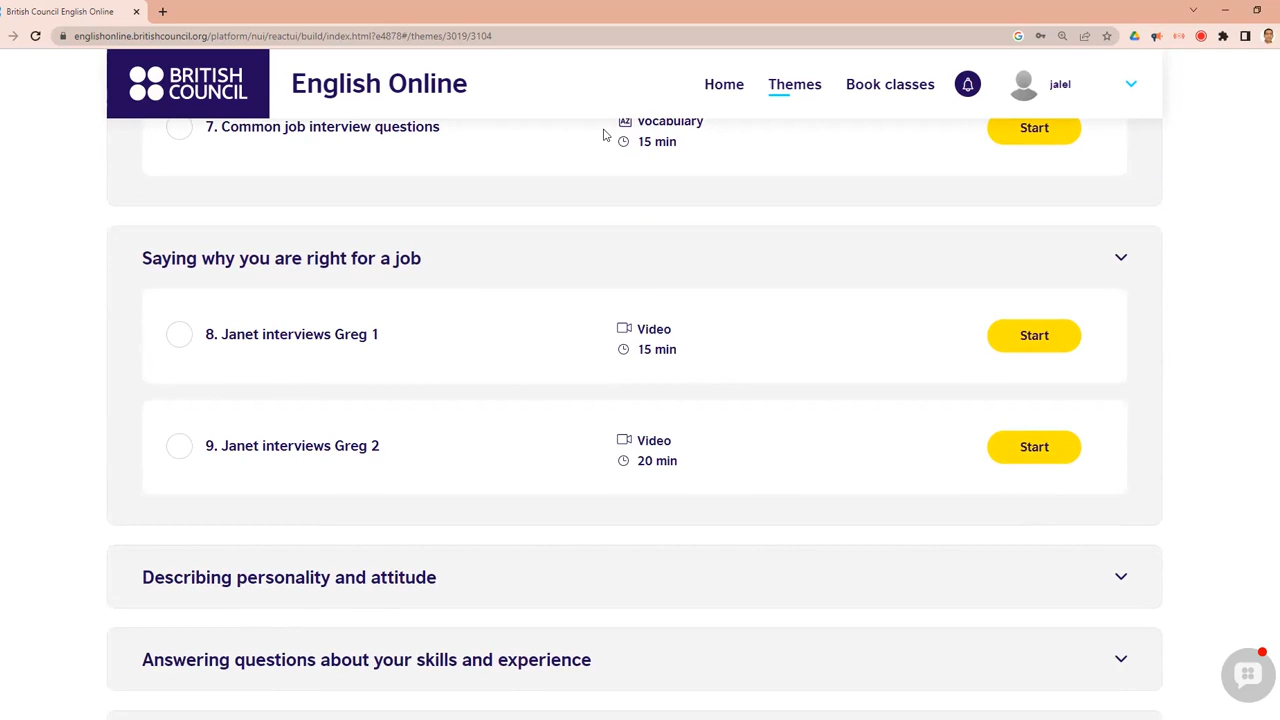 British Council English Online
englishonline.britishcouncil.org/platform/nui/reactui/build/index.html?e4878#/themes/3019/3104
BRITISH
COUNCIL
English Online
Home
Themes
Book classes
jalel
7. Common job interview questions
Vocabulary
15 min
Start
Saying why you are right for a job
8. Janet interviews Greg 1
Video
15 min
Start
9. Janet interviews Greg 2
Video
20 min
Start
Describing personality and attitude
Answering questions about your skills and experience